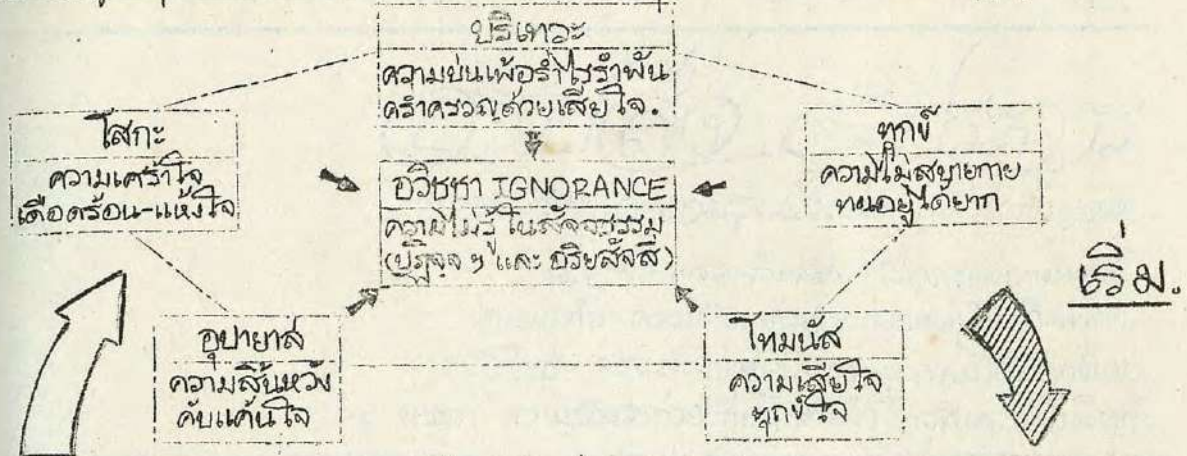 ปริเทวะ
ความบ่นเพ้อรำไรรำพัน
คร่ำครวญด้วยเสียใจ.
โสกะ
ความเศร้าใจ
เดือดร้อน-แห้งใจ
ทุกข์
ความไม่สบายกาย
ทนอยู่ได้ยาก
อวิชชา IGNORANCE
ความไม่รู้ในสัจจธรรม
(ปฏิจจฯ และ อริยสัจสี่)
เริ่ม.
อุปายาส
ความสิ้นหวัง
คับแค้นใจ
โทมนัส
ความเสียใจ
ทุกข์ใจ